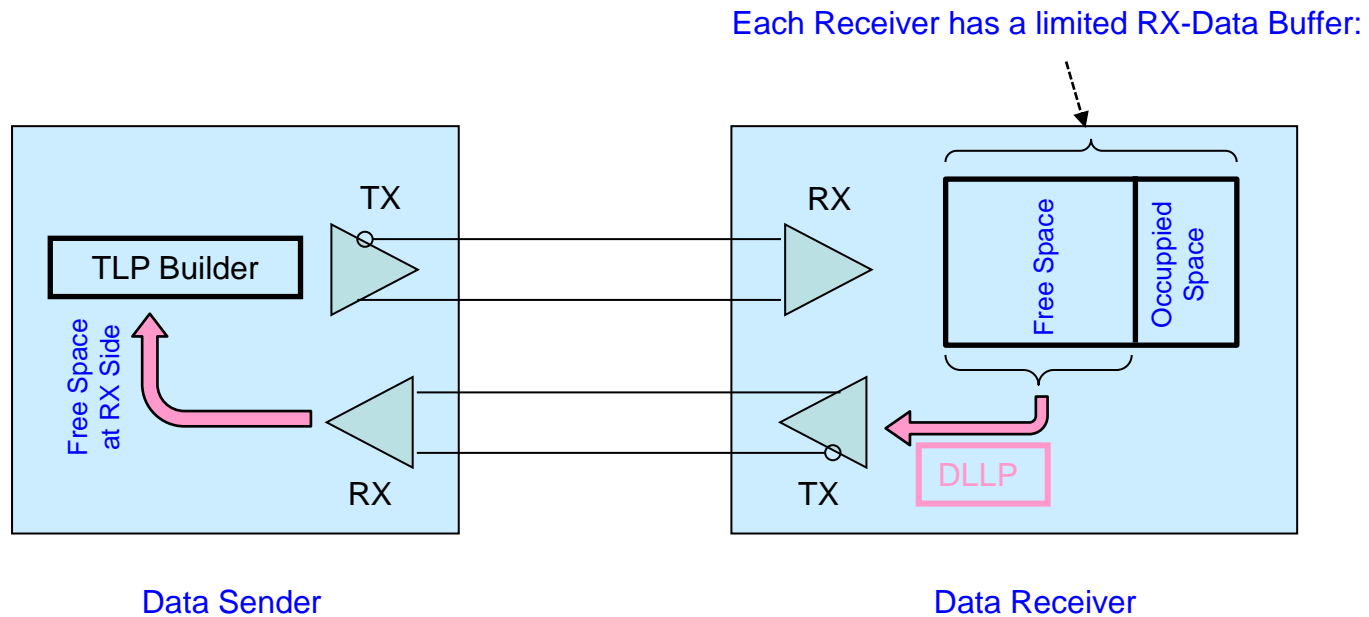 Each Receiver has a limited RX-Data Buffer:
TX
TLP Builder
Free Space
at RX Side
RX
RX
Free Space
Occuppied
Space
DLLP
TX
Data Sender
Data Receiver